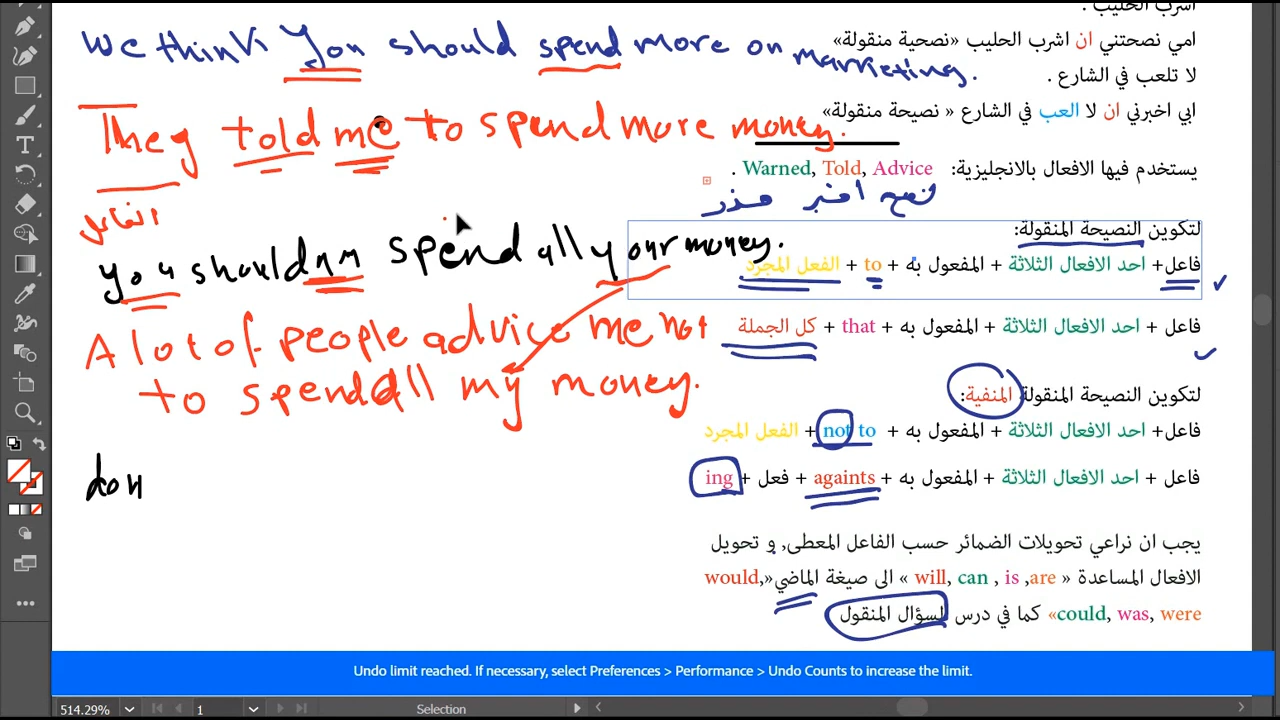 We think you should spend more on marrketing.
They told me to spend more money.
الفاعل
you should spend all your money.
A lot of people advice me not
to spend all my money.
don
اشرب الحليب .
امي نصحتني ان اشرب الحليب «نصحية منقولة»
لا تلعب في الشارع .
ابي اخبرني ان لا العب في الشارع « نصيحة منقولة»
يستخدم فيها الافعال بالانجليزية: Warned, Told, Advice .
نصح اخبر حذر
لتكوين النصيحة المنقولة:
فاعل+ احد الافعال الثلاثة + المفعول به + to + الفعل المجرد
فاعل + احد الافعال الثلاثة + المفعول به + that + كل الجملة
لتكوين النصيحة المنقولة المنفية:
فاعل+ احد الافعال الثلاثة + المفعول به + not to + الفعل المجرد
فاعل + احد الافعال الثلاثة + المفعول به + againts + فعل + ing
يجب ان نراعي تحويلات الضمائر حسب الفاعل المعطى, و تحويل
الافعال المساعدة « will, can , is ,are » الى صيغة الماضي «would,
could, was, were» كما في درس السؤال المنقول
Undo limit reached. If necessary, select Preferences > Performance > Undo Counts to increase the limit.
514.29% 1 Selection